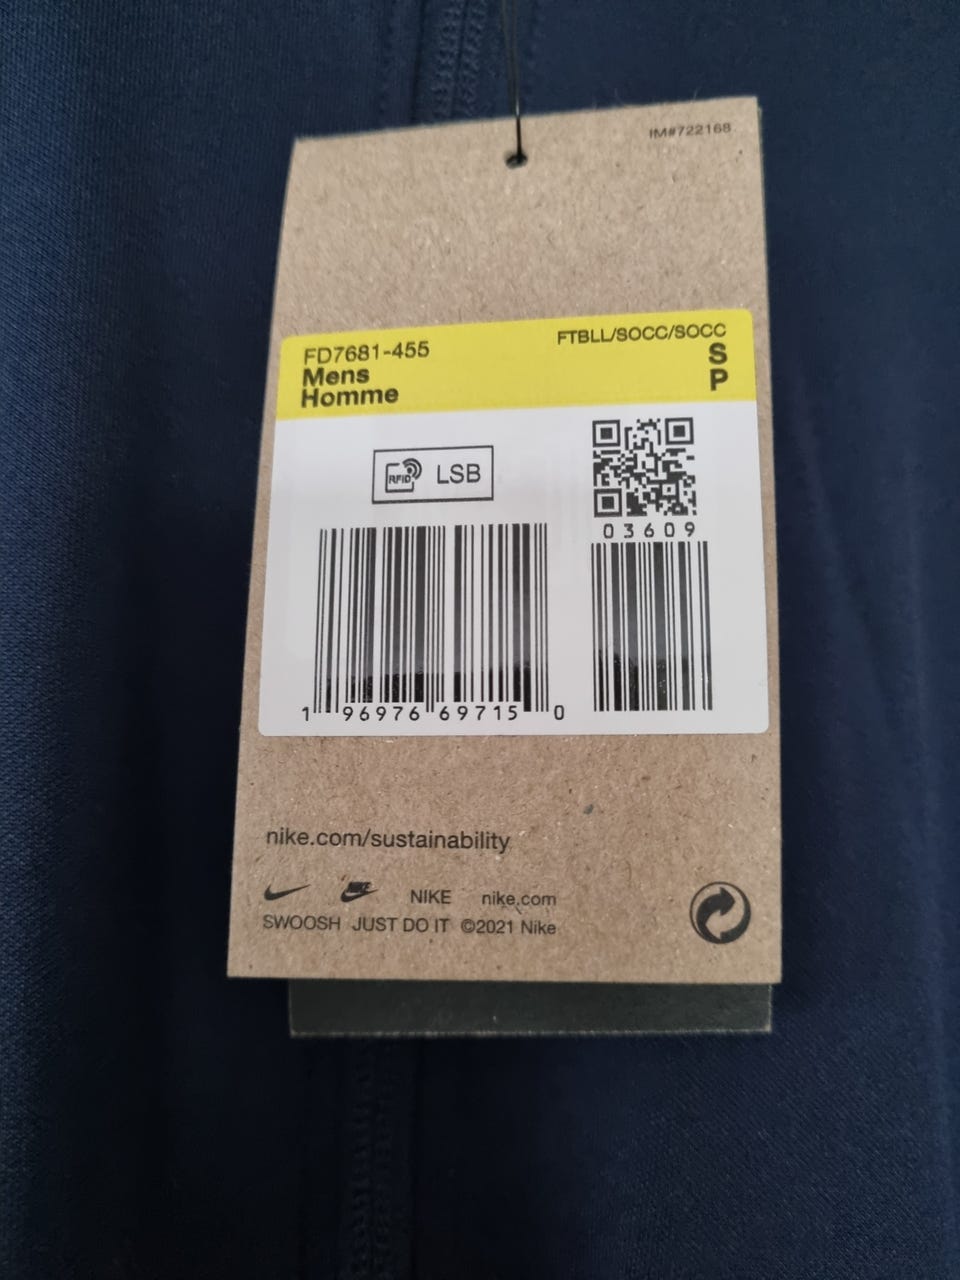 IM#722168
FD7681-455
FTBLL/SOCC/SOCC
Mens
S
Homme
P
RFID LSB
03609
1 96976 69715 0
nike.com/sustainability
NIKE NIKE nike.com
SWOOSH JUST DO IT ©2021 Nike